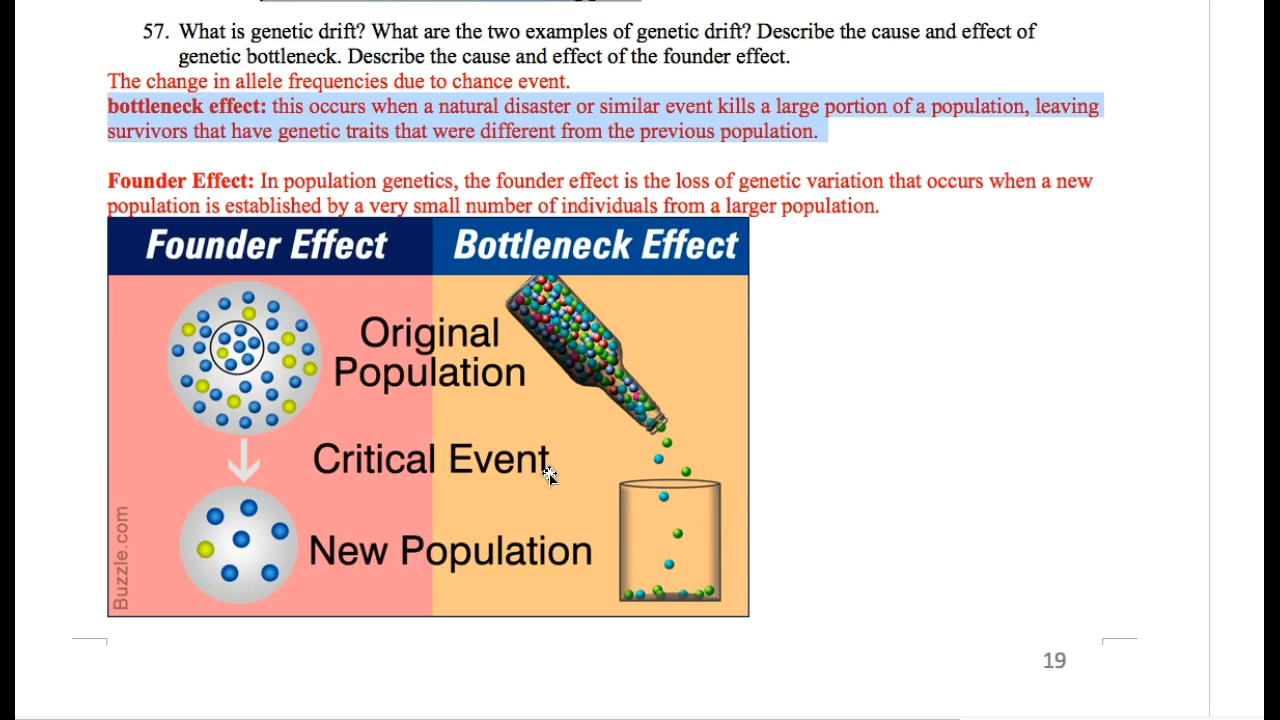 57. What is genetic drift? What are the two examples of genetic drift? Describe the cause and effect of
genetic bottleneck. Describe the cause and effect of the founder effect.
The change in allele frequencies due to chance event.
bottleneck effect: this occurs when a natural disaster or similar event kills a large portion of a population, leaving
survivors that have genetic traits that were different from the previous population.
Founder Effect: In population genetics, the founder effect is the loss of genetic variation that occurs when a new
population is established by a very small number of individuals from a larger population.
Founder Effect
Bottleneck Effect
Original
Population
Critical Event
New Population
Buzzle.com
19